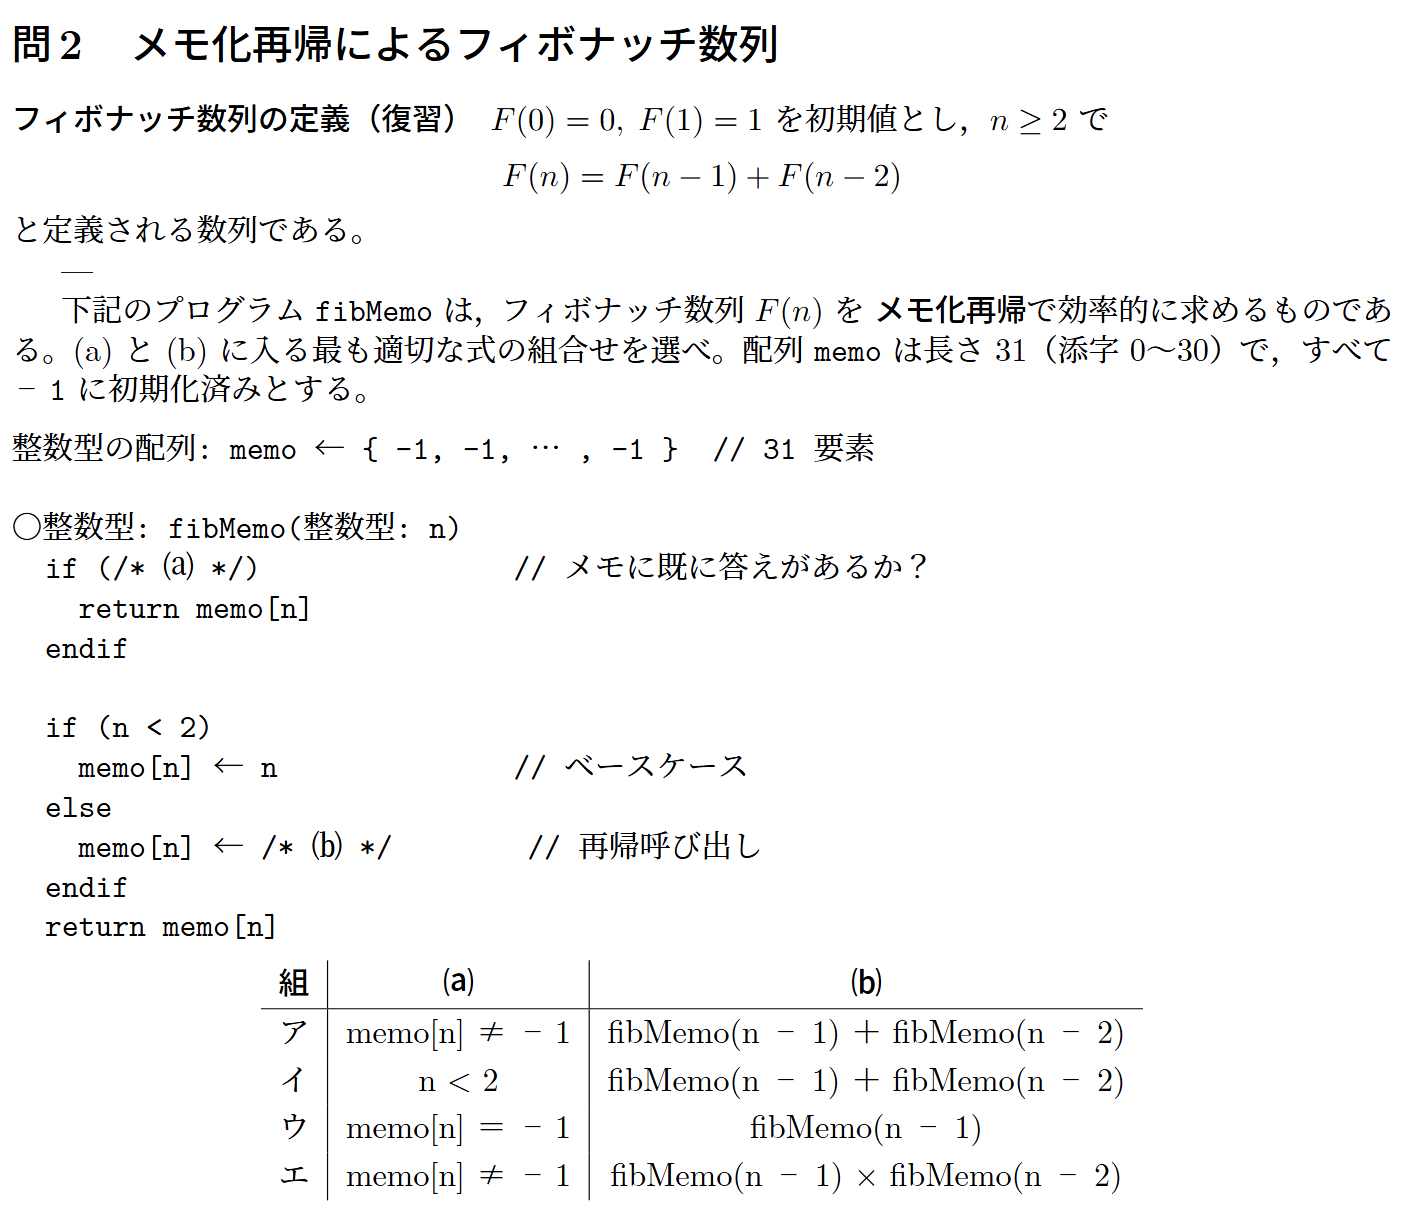 問2　メモ化再帰によるフィボナッチ数列
フィボナッチ数列の定義（復習）　F(0) = 0, F(1) = 1 を初期値とし，n ≥ 2 で
F(n) = F(n − 1) + F(n − 2)
と定義される数列である。
—
下記のプログラム fibMemo は，フィボナッチ数列 F(n) を メモ化再帰で効率的に求めるものであ
る。(a) と (b) に入る最も適切な式の組合せを選べ。配列 memo は長さ 31（添字 0〜30）で，すべて
−1 に初期化済みとする。
整数型の配列: memo ← { -1, -1, ⋯ , -1 }  // 31 要素
〇整数型: fibMemo(整数型: n)
if (/* (a) */)　　// メモに既に答えがあるか？
return memo[n]
endif
if (n < 2)
memo[n] ← n　　// ベースケース
else
memo[n] ← /* (b) */　　// 再帰呼び出し
endif
return memo[n]
組　(a)　(b)
ア　memo[n] ≠ −1　fibMemo(n − 1) + fibMemo(n − 2)
イ　n < 2　fibMemo(n − 1) + fibMemo(n − 2)
ウ　memo[n] = −1　fibMemo(n − 1)
エ　memo[n] ≠ −1　fibMemo(n − 1) × fibMemo(n − 2)